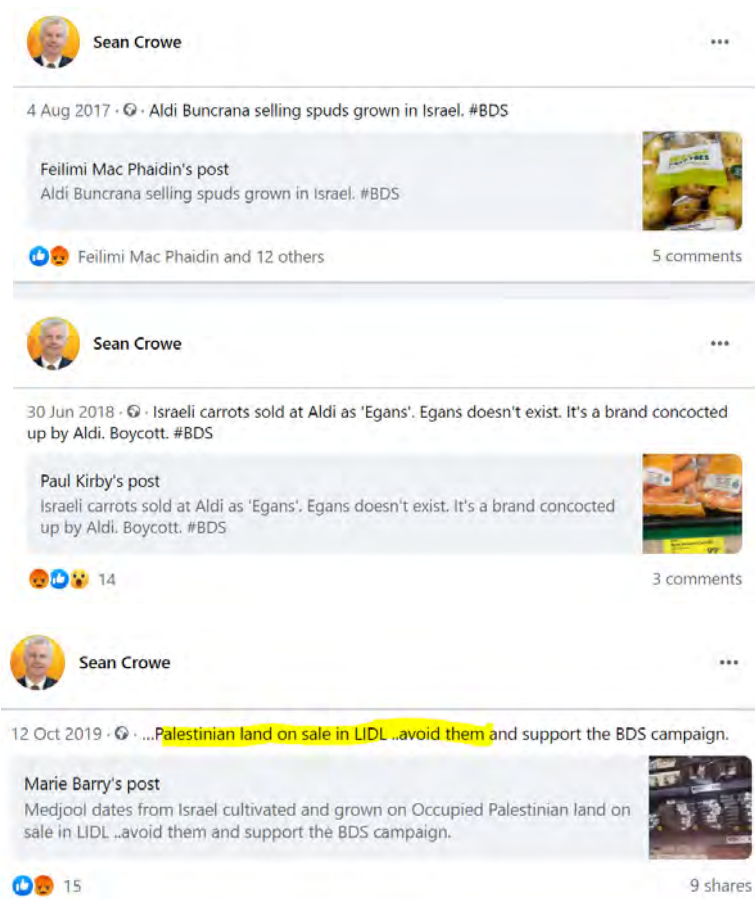 Sean Crowe
4 Aug 2017 · Aldi Buncrana selling spuds grown in Israel. #BDS
Feilimi Mac Phaidin's post
Aldi Buncrana selling spuds grown in Israel. #BDS
Feilimi Mac Phaidin and 12 others
5 comments
Sean Crowe
30 Jun 2018 · Israeli carrots sold at Aldi as 'Egans'. Egans doesn't exist. It's a brand concocted
up by Aldi. Boycott. #BDS
Paul Kirby's post
Israeli carrots sold at Aldi as 'Egans'. Egans doesn't exist. It's a brand concocted
up by Aldi. Boycott. #BDS
14
3 comments
Sean Crowe
12 Oct 2019 · ...Palestinian land on sale in LIDL ..avoid them and support the BDS campaign.
Marie Barry's post
Medjool dates from Israel cultivated and grown on Occupied Palestinian land on
sale in LIDL ..avoid them and support the BDS campaign.
15
9 shares